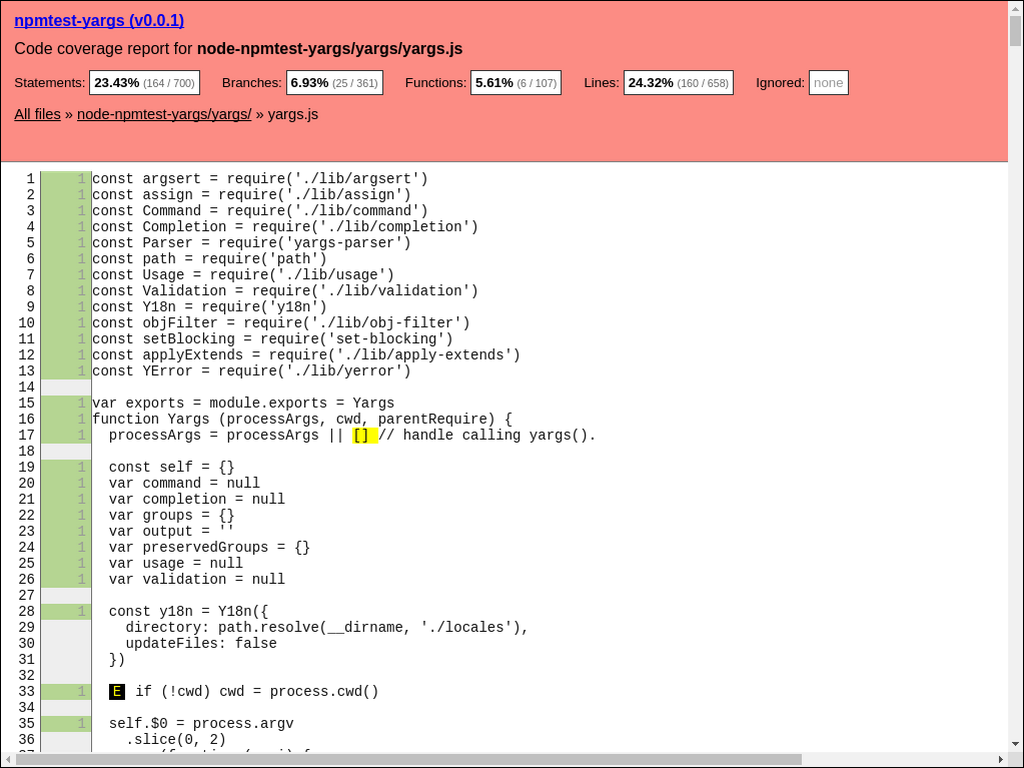 npmtest-yargs (v0.0.1)
Code coverage report for node-npmtest-yargs/yargs/yargs.js
Statements: 23.43% (164 / 700) Branches: 6.93% (25 / 361) Functions: 5.61% (6 / 107) Lines: 24.32% (160 / 658) Ignored: none
All files » node-npmtest-yargs/yargs/ » yargs.js
1 1 const argsert = require('./lib/argsert')
2 1 const assign = require('./lib/assign')
3 1 const Command = require('./lib/command')
4 1 const Completion = require('./lib/completion')
5 1 const Parser = require('yargs-parser')
6 1 const path = require('path')
7 1 const Usage = require('./lib/usage')
8 1 const Validation = require('./lib/validation')
9 1 const Y18n = require('y18n')
10 1 const objFilter = require('./lib/obj-filter')
11 1 const setBlocking = require('set-blocking')
12 1 const applyExtends = require('./lib/apply-extends')
13 1 const YError = require('./lib/yerror')
14
15 1 var exports = module.exports = Yargs
16 1 function Yargs (processArgs, cwd, parentRequire) {
17 1 processArgs = processArgs || [] // handle calling yargs().
18
19 1 const self = {}
20 1 var command = null
21 1 var completion = null
22 1 var groups = {}
23 1 var output = ''
24 1 var preservedGroups = {}
25 1 var usage = null
26 1 var validation = null
27
28 1 const y18n = Y18n({
29 directory: path.resolve(__dirname, './locales'),
30 updateFiles: false
31 })
32
33 1 E if (!cwd) cwd = process.cwd()
34
35 1 self.$0 = process.argv
36 .slice(0, 2)